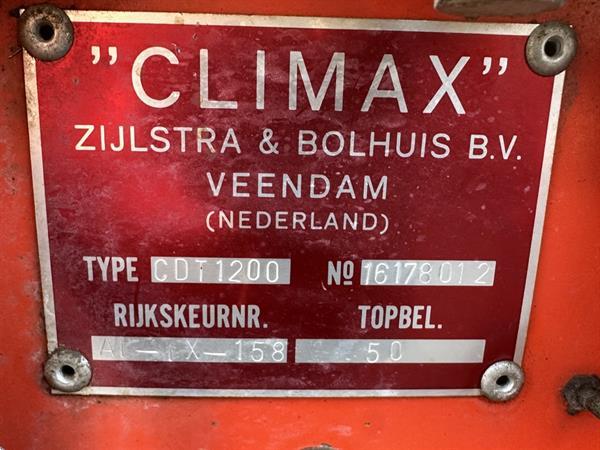 "CLIMAX"
ZIJLSTRA & BOLHUIS B.V.
VEENDAM
(NEDERLAND)
TYPE CDT1200 No 16178012
RIJKSKEURNR. TOPBEL.
50